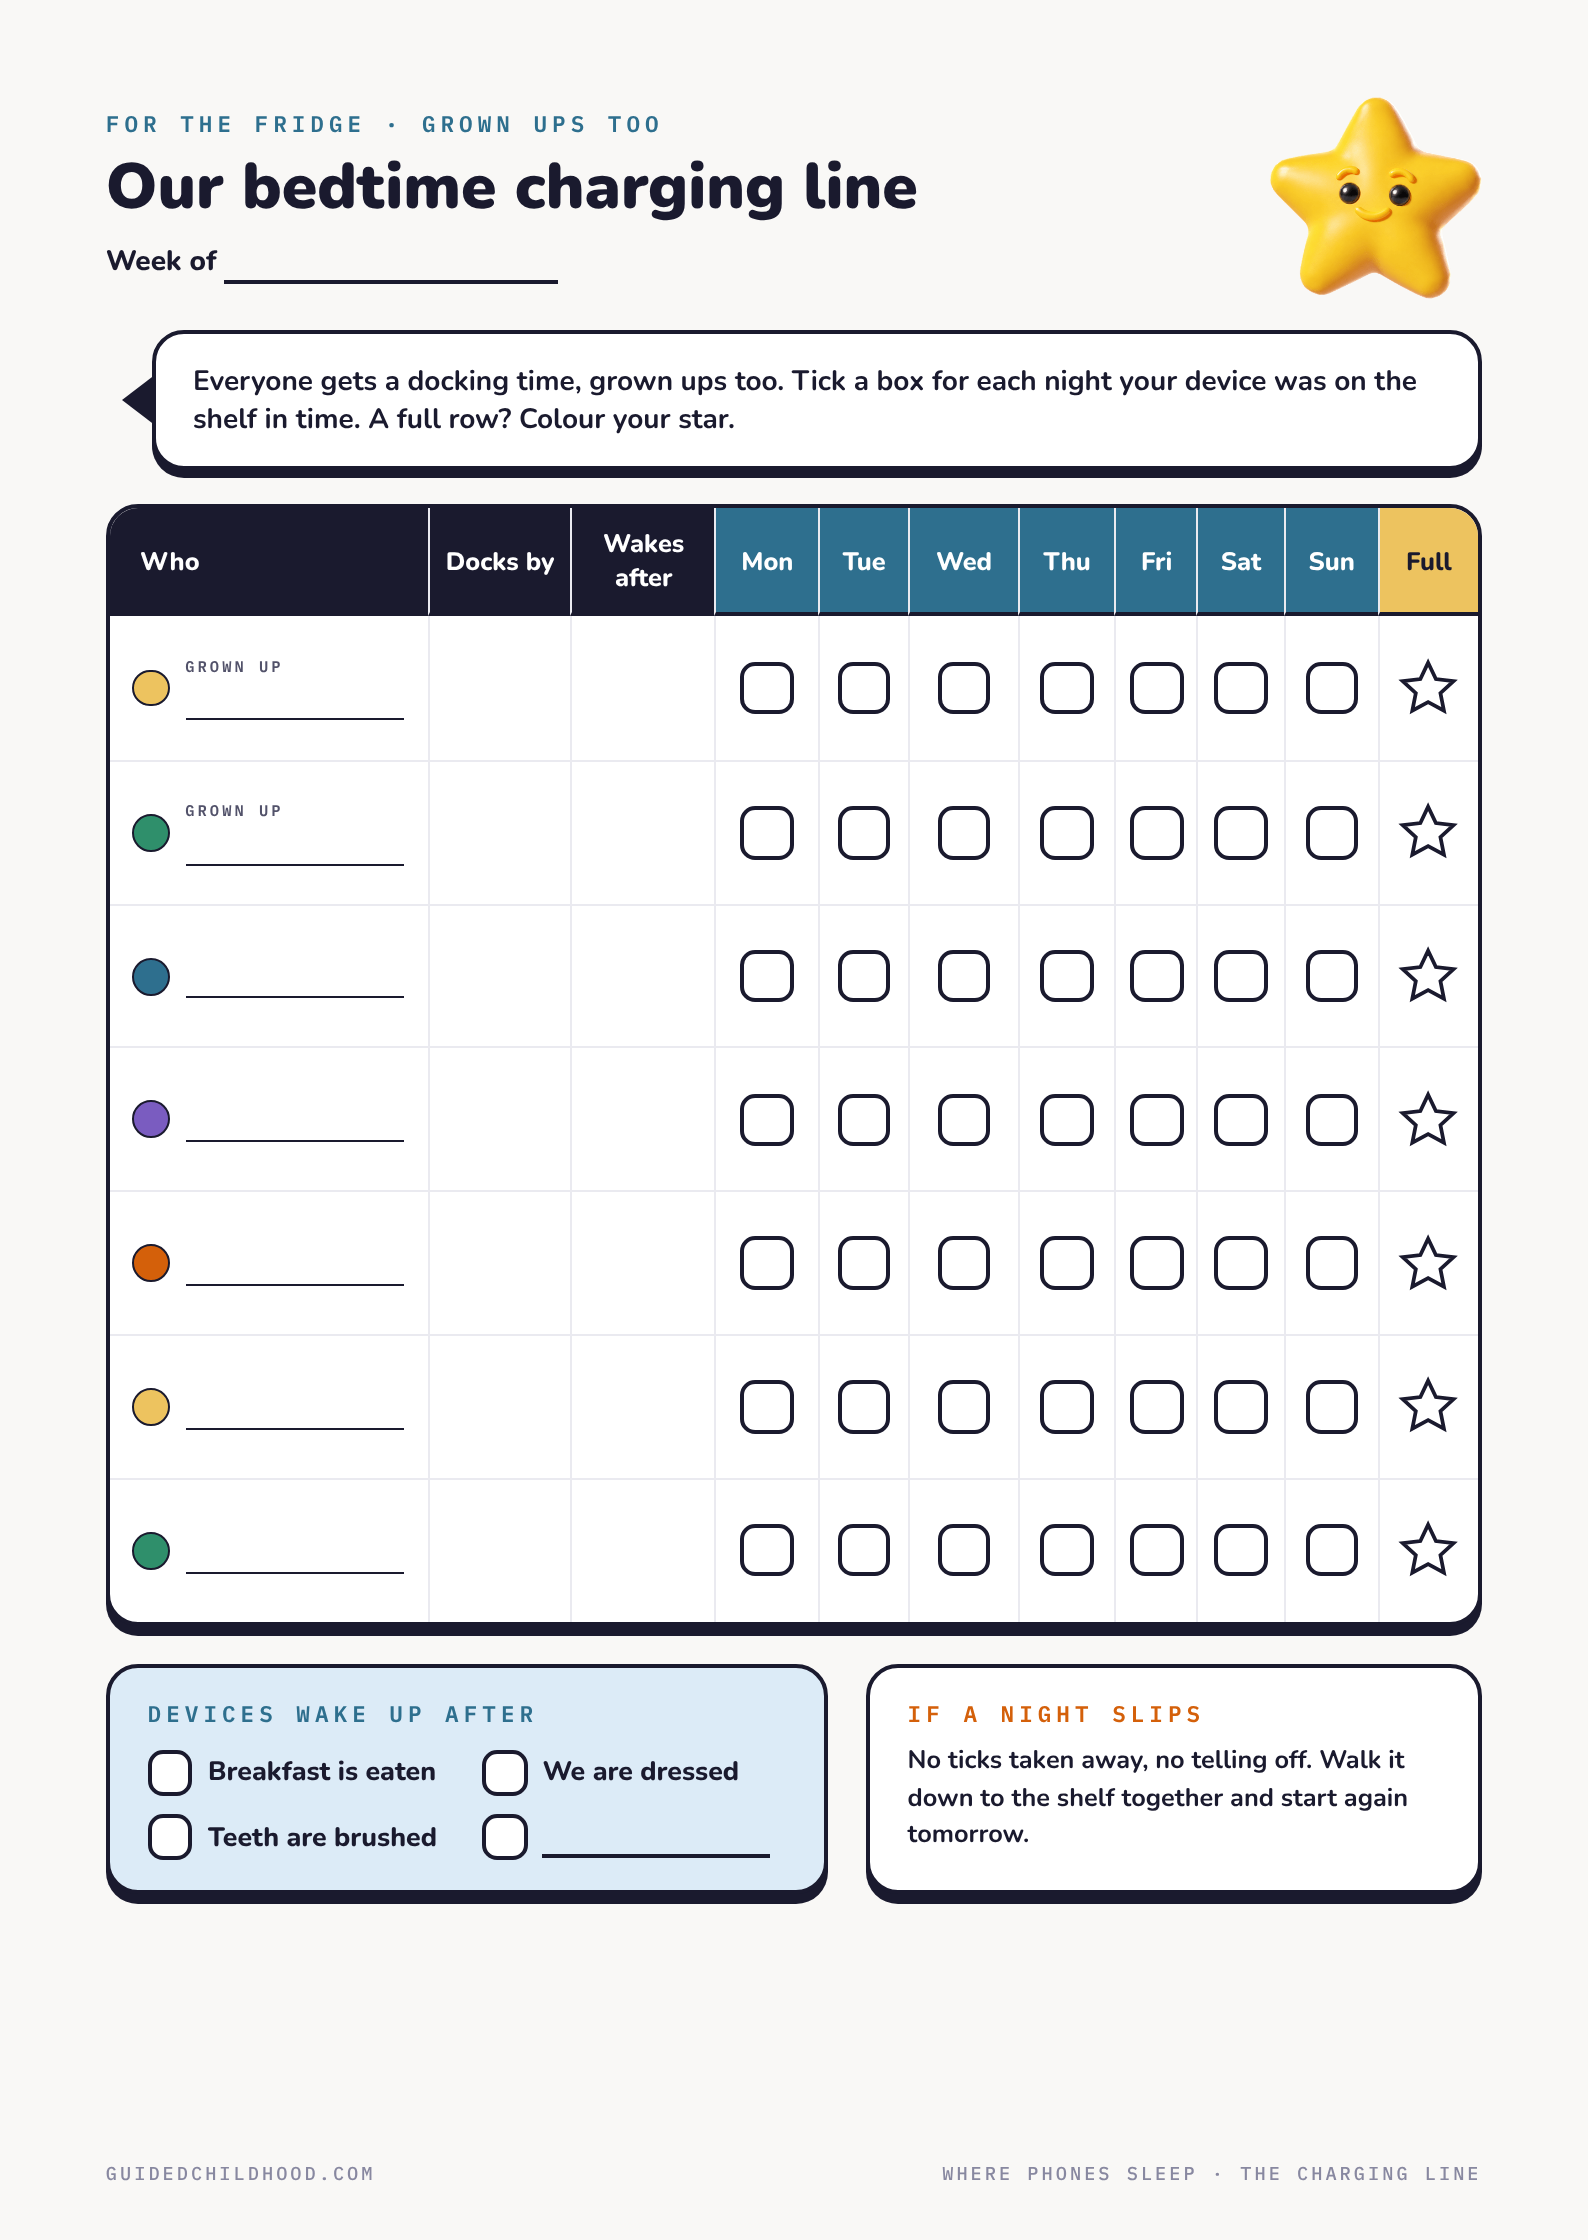 FOR THE FRIDGE · GROWN UPS TOO
Our bedtime charging line
Week of
Everyone gets a docking time, grown ups too. Tick a box for each night your device was on the
shelf in time. A full row? Colour your star.
Who Docks by Wakes after Mon Tue Wed Thu Fri Sat Sun Full
GROWN UP
GROWN UP
DEVICES WAKE UP AFTER
Breakfast is eaten We are dressed
Teeth are brushed
IF A NIGHT SLIPS
No ticks taken away, no telling off. Walk it
down to the shelf together and start again
tomorrow.
GUIDEDCHILDHOOD.COM WHERE PHONES SLEEP · THE CHARGING LINE